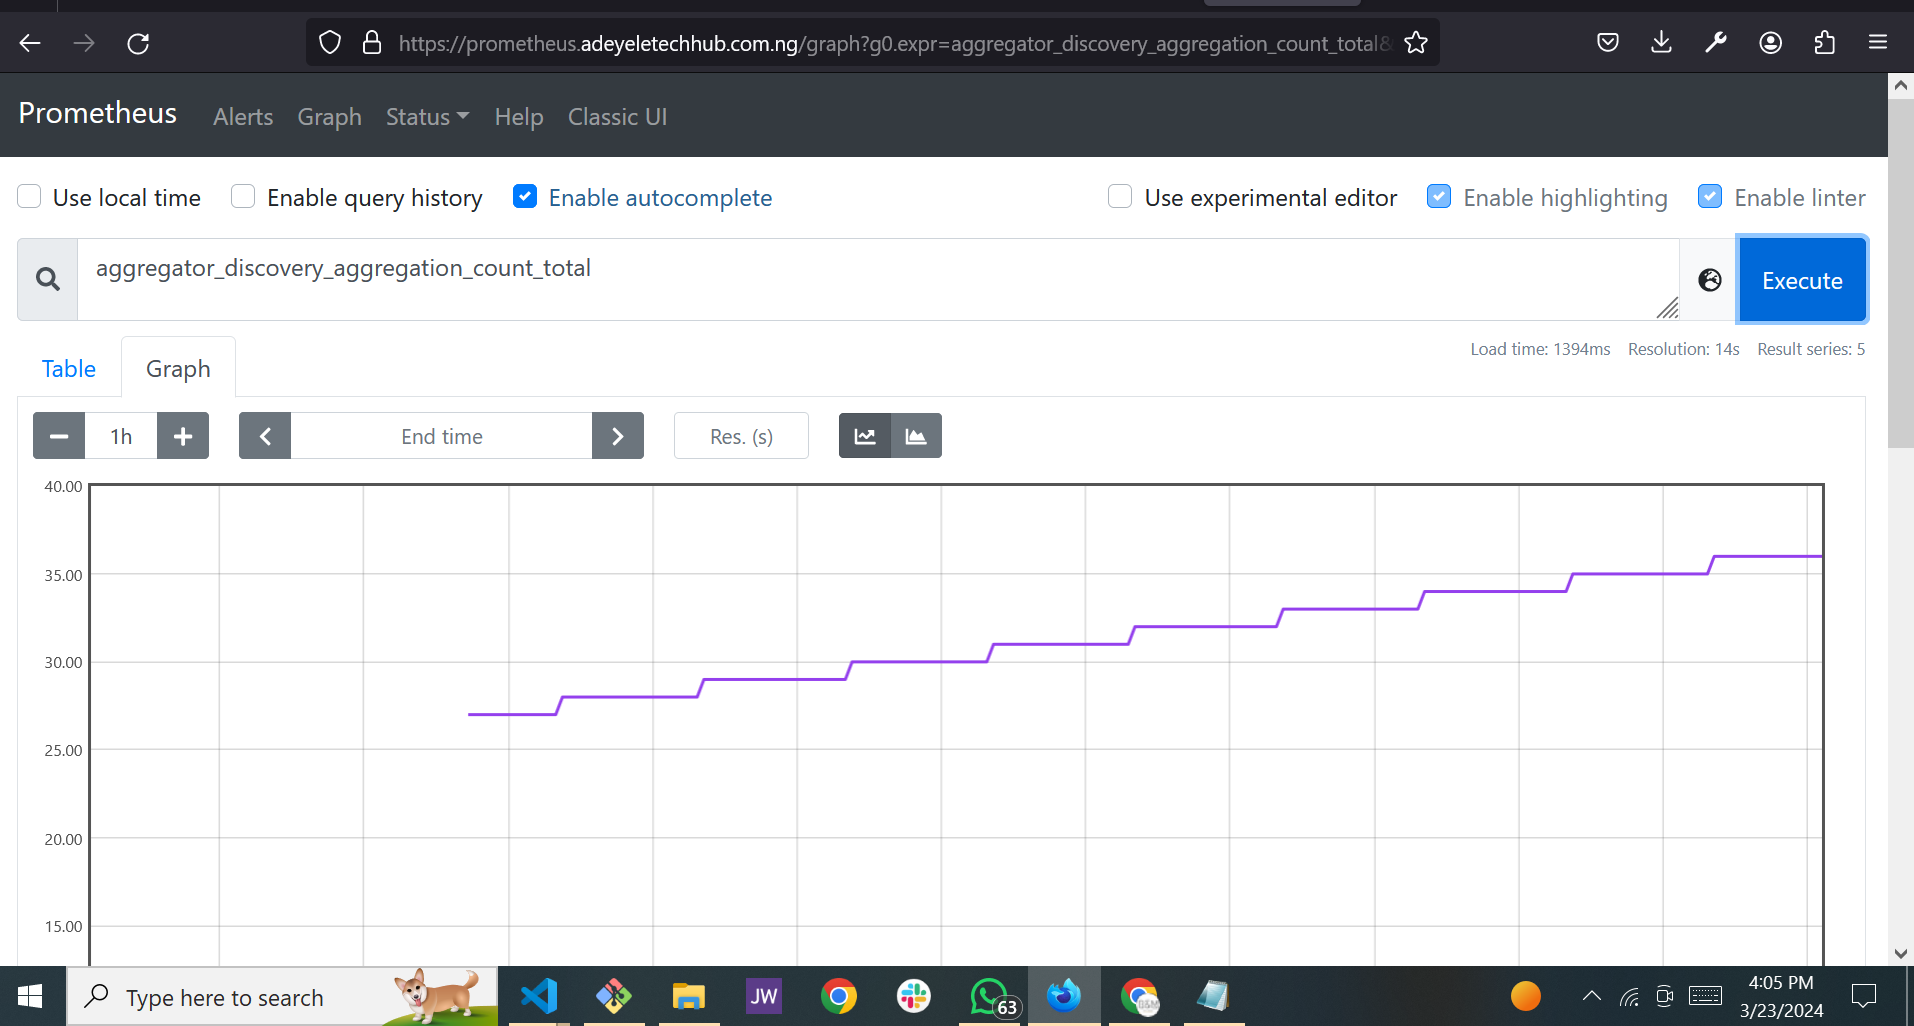 https://prometheus.adeyeletechhub.com.ng/graph?g0.expr=aggregator_discovery_aggregation_count_total&
Prometheus Alerts Graph Status Help Classic UI
Use local time Enable query history Enable autocomplete Use experimental editor Enable highlighting Enable linter
aggregator_discovery_aggregation_count_total
Execute
Load time: 1394ms Resolution: 14s Result series: 5
Table Graph
1h End time Res. (s)
40.00
35.00
30.00
25.00
20.00
15.00
Type here to search
JW
63
4:05 PM
3/23/2024